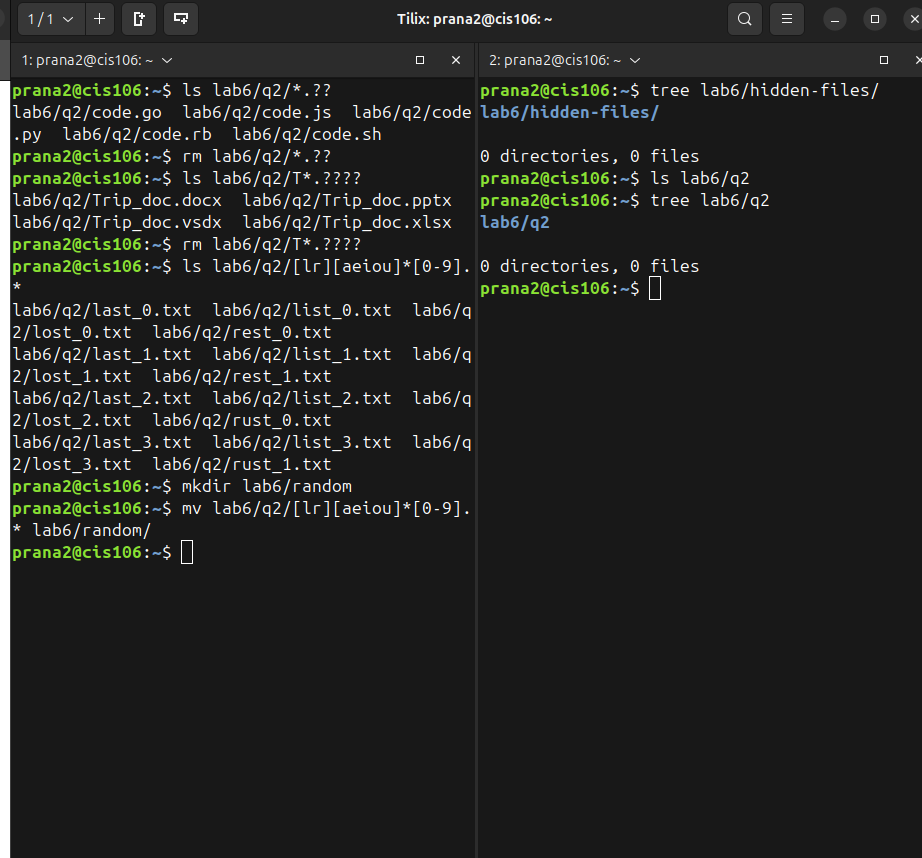 1 / 1
Tilix: prana2@cis106: ~
1: prana2@cis106: ~
prana2@cis106:~$ ls lab6/q2/*.??
lab6/q2/code.go  lab6/q2/code.js  lab6/q2/code
.py  lab6/q2/code.rb  lab6/q2/code.sh
prana2@cis106:~$ rm lab6/q2/*.??
prana2@cis106:~$ ls lab6/q2/T*.????
lab6/q2/Trip_doc.docx  lab6/q2/Trip_doc.pptx
lab6/q2/Trip_doc.vsdx  lab6/q2/Trip_doc.xlsx
prana2@cis106:~$ rm lab6/q2/T*.????
prana2@cis106:~$ ls lab6/q2/[lr][aeiou]*[0-9].
*
lab6/q2/last_0.txt  lab6/q2/list_0.txt  lab6/q
2/lost_0.txt  lab6/q2/rest_0.txt
lab6/q2/last_1.txt  lab6/q2/list_1.txt  lab6/q
2/lost_1.txt  lab6/q2/rest_1.txt
lab6/q2/last_2.txt  lab6/q2/list_2.txt  lab6/q
2/lost_2.txt  lab6/q2/rust_0.txt
lab6/q2/last_3.txt  lab6/q2/list_3.txt  lab6/q
2/lost_3.txt  lab6/q2/rust_1.txt
prana2@cis106:~$ mkdir lab6/random
prana2@cis106:~$ mv lab6/q2/[lr][aeiou]*[0-9].
* lab6/random/
prana2@cis106:~$
2: prana2@cis106: ~
prana2@cis106:~$ tree lab6/hidden-files/
lab6/hidden-files/
0 directories, 0 files
prana2@cis106:~$ ls lab6/q2
prana2@cis106:~$ tree lab6/q2
lab6/q2
0 directories, 0 files
prana2@cis106:~$